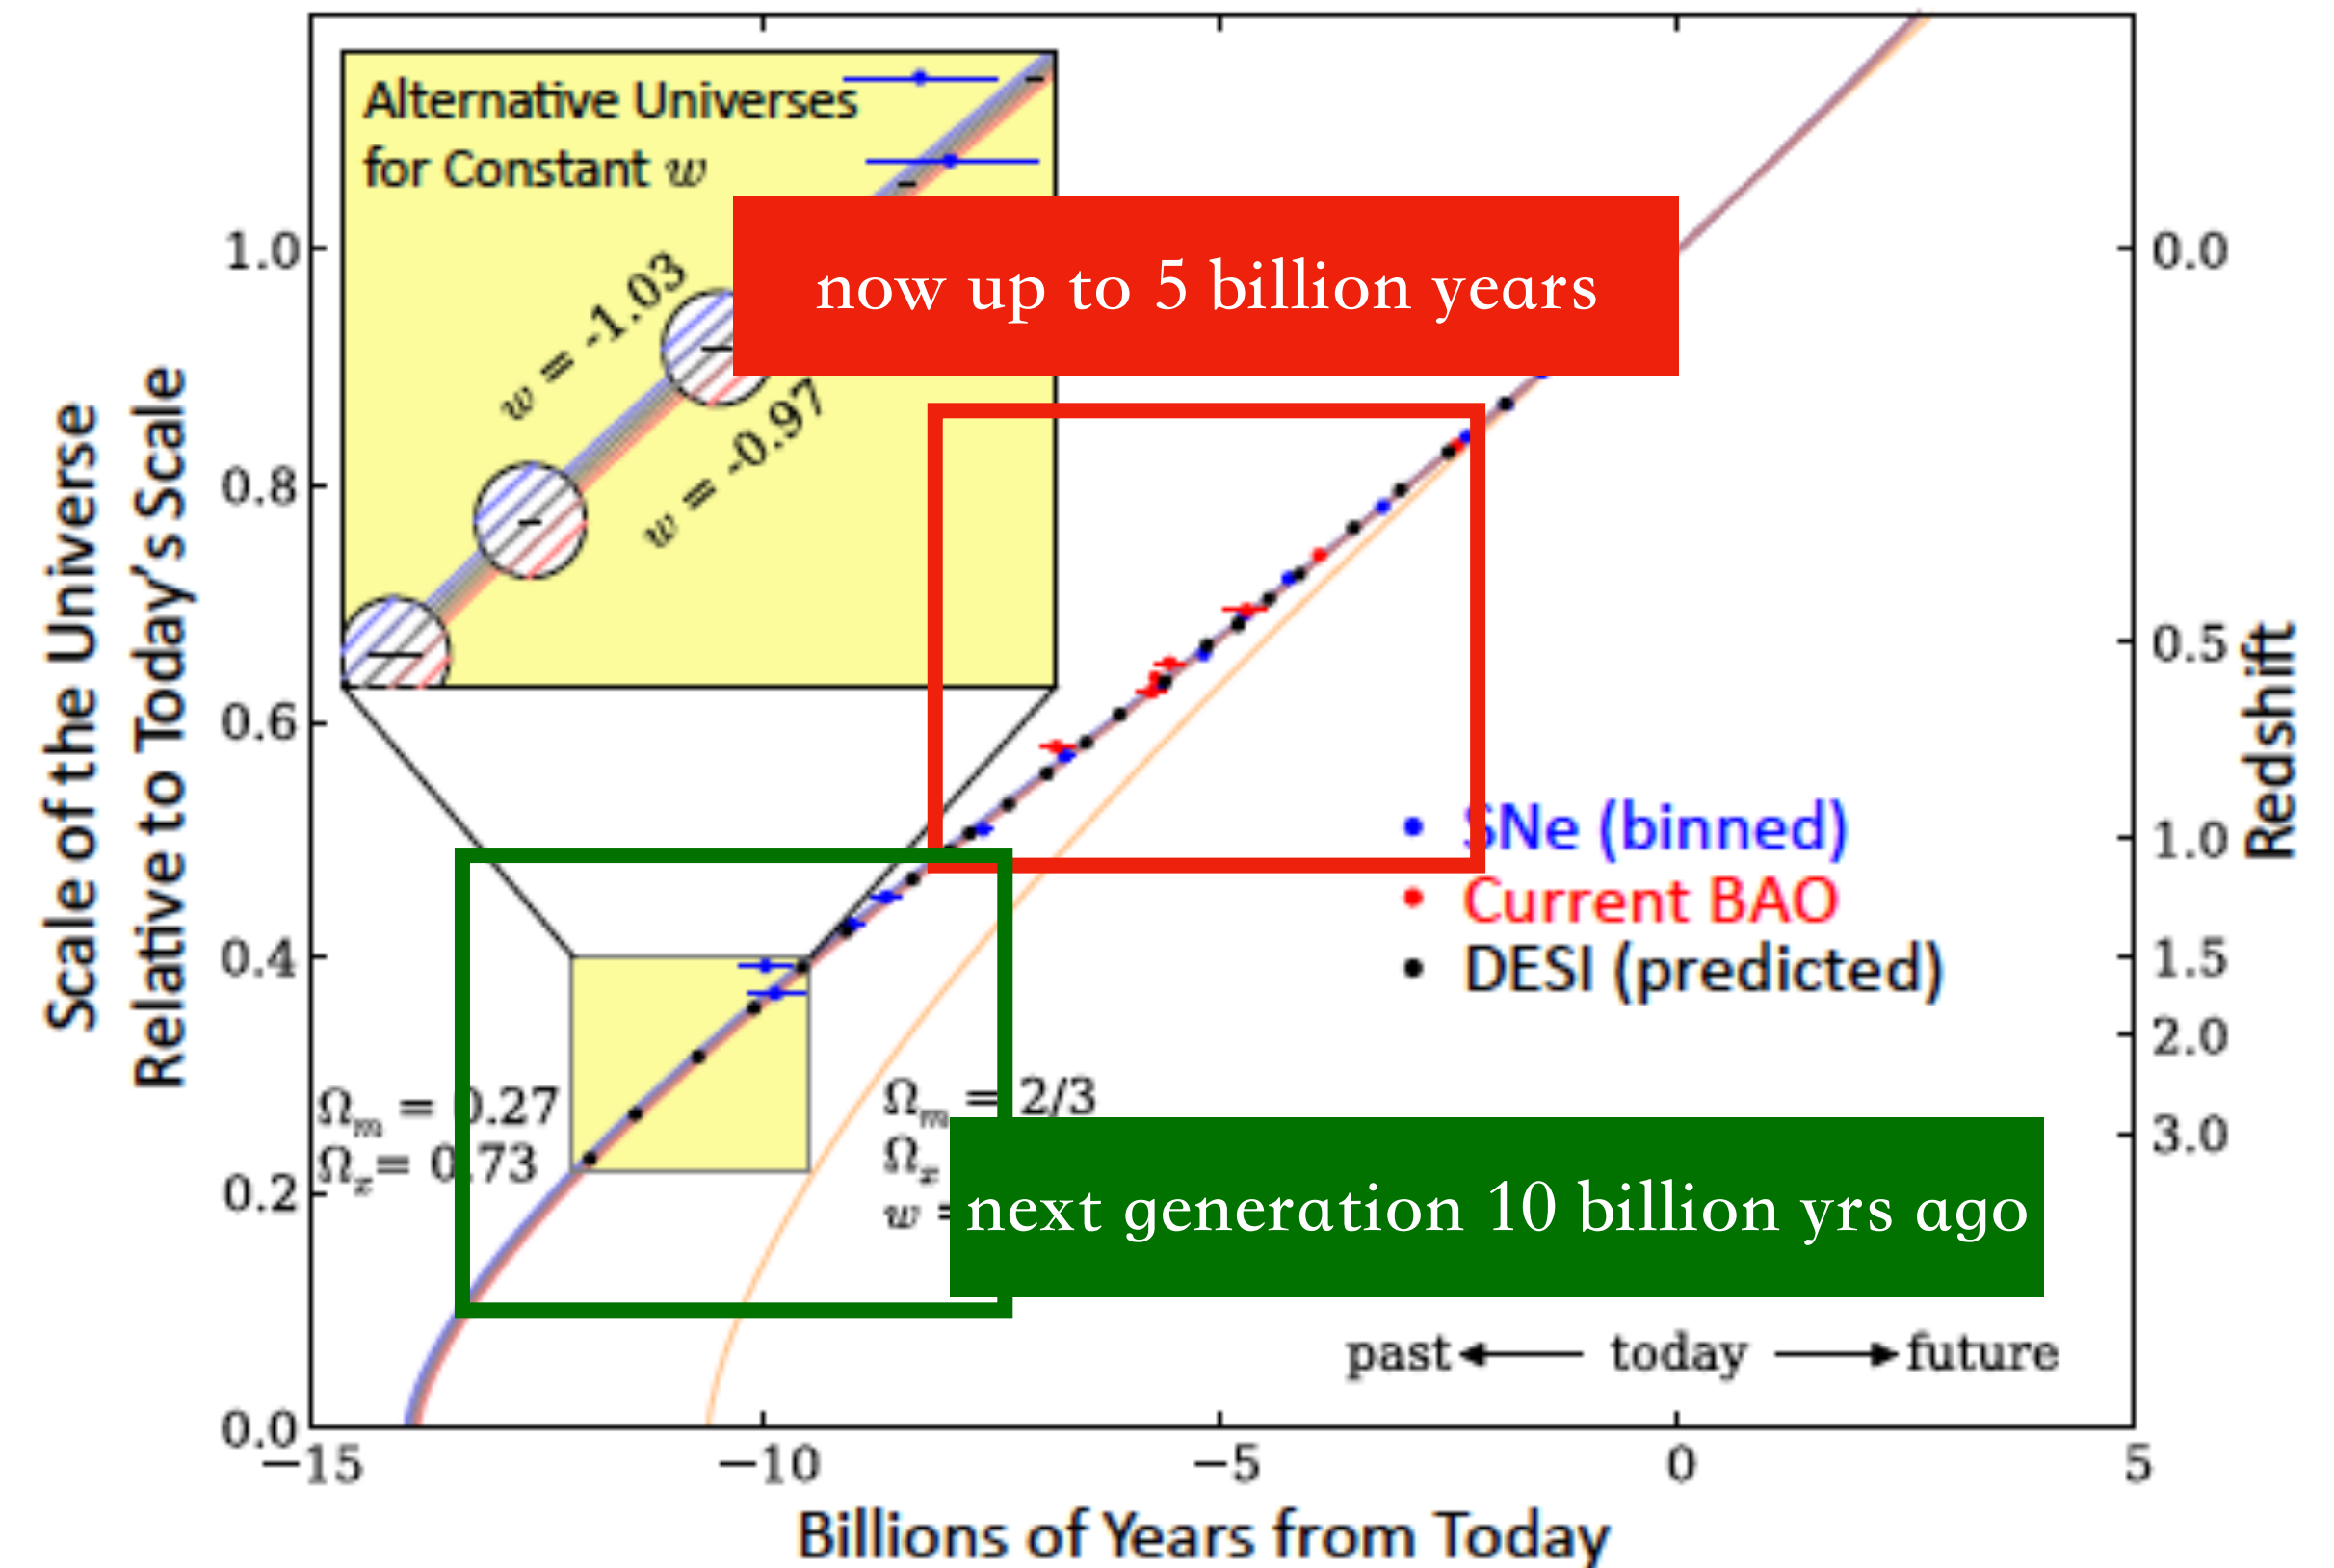 Alternative Universes
for Constant w
w = -1.03
w = -0.97
now up to 5 billion years
Scale of the Universe
Relative to Today's Scale
1.0
0.8
0.6
0.4
0.2
0.0
0.0
0.5
1.0
1.5
2.0
3.0
Redshift
SNe (binned)
Current BAO
DESI (predicted)
Ωm = 0.27
Ωx = 0.73
Ωm = 2/3
Ωx
w =
next generation 10 billion yrs ago
past today future
−15 −10 −5 0 5
Billions of Years from Today